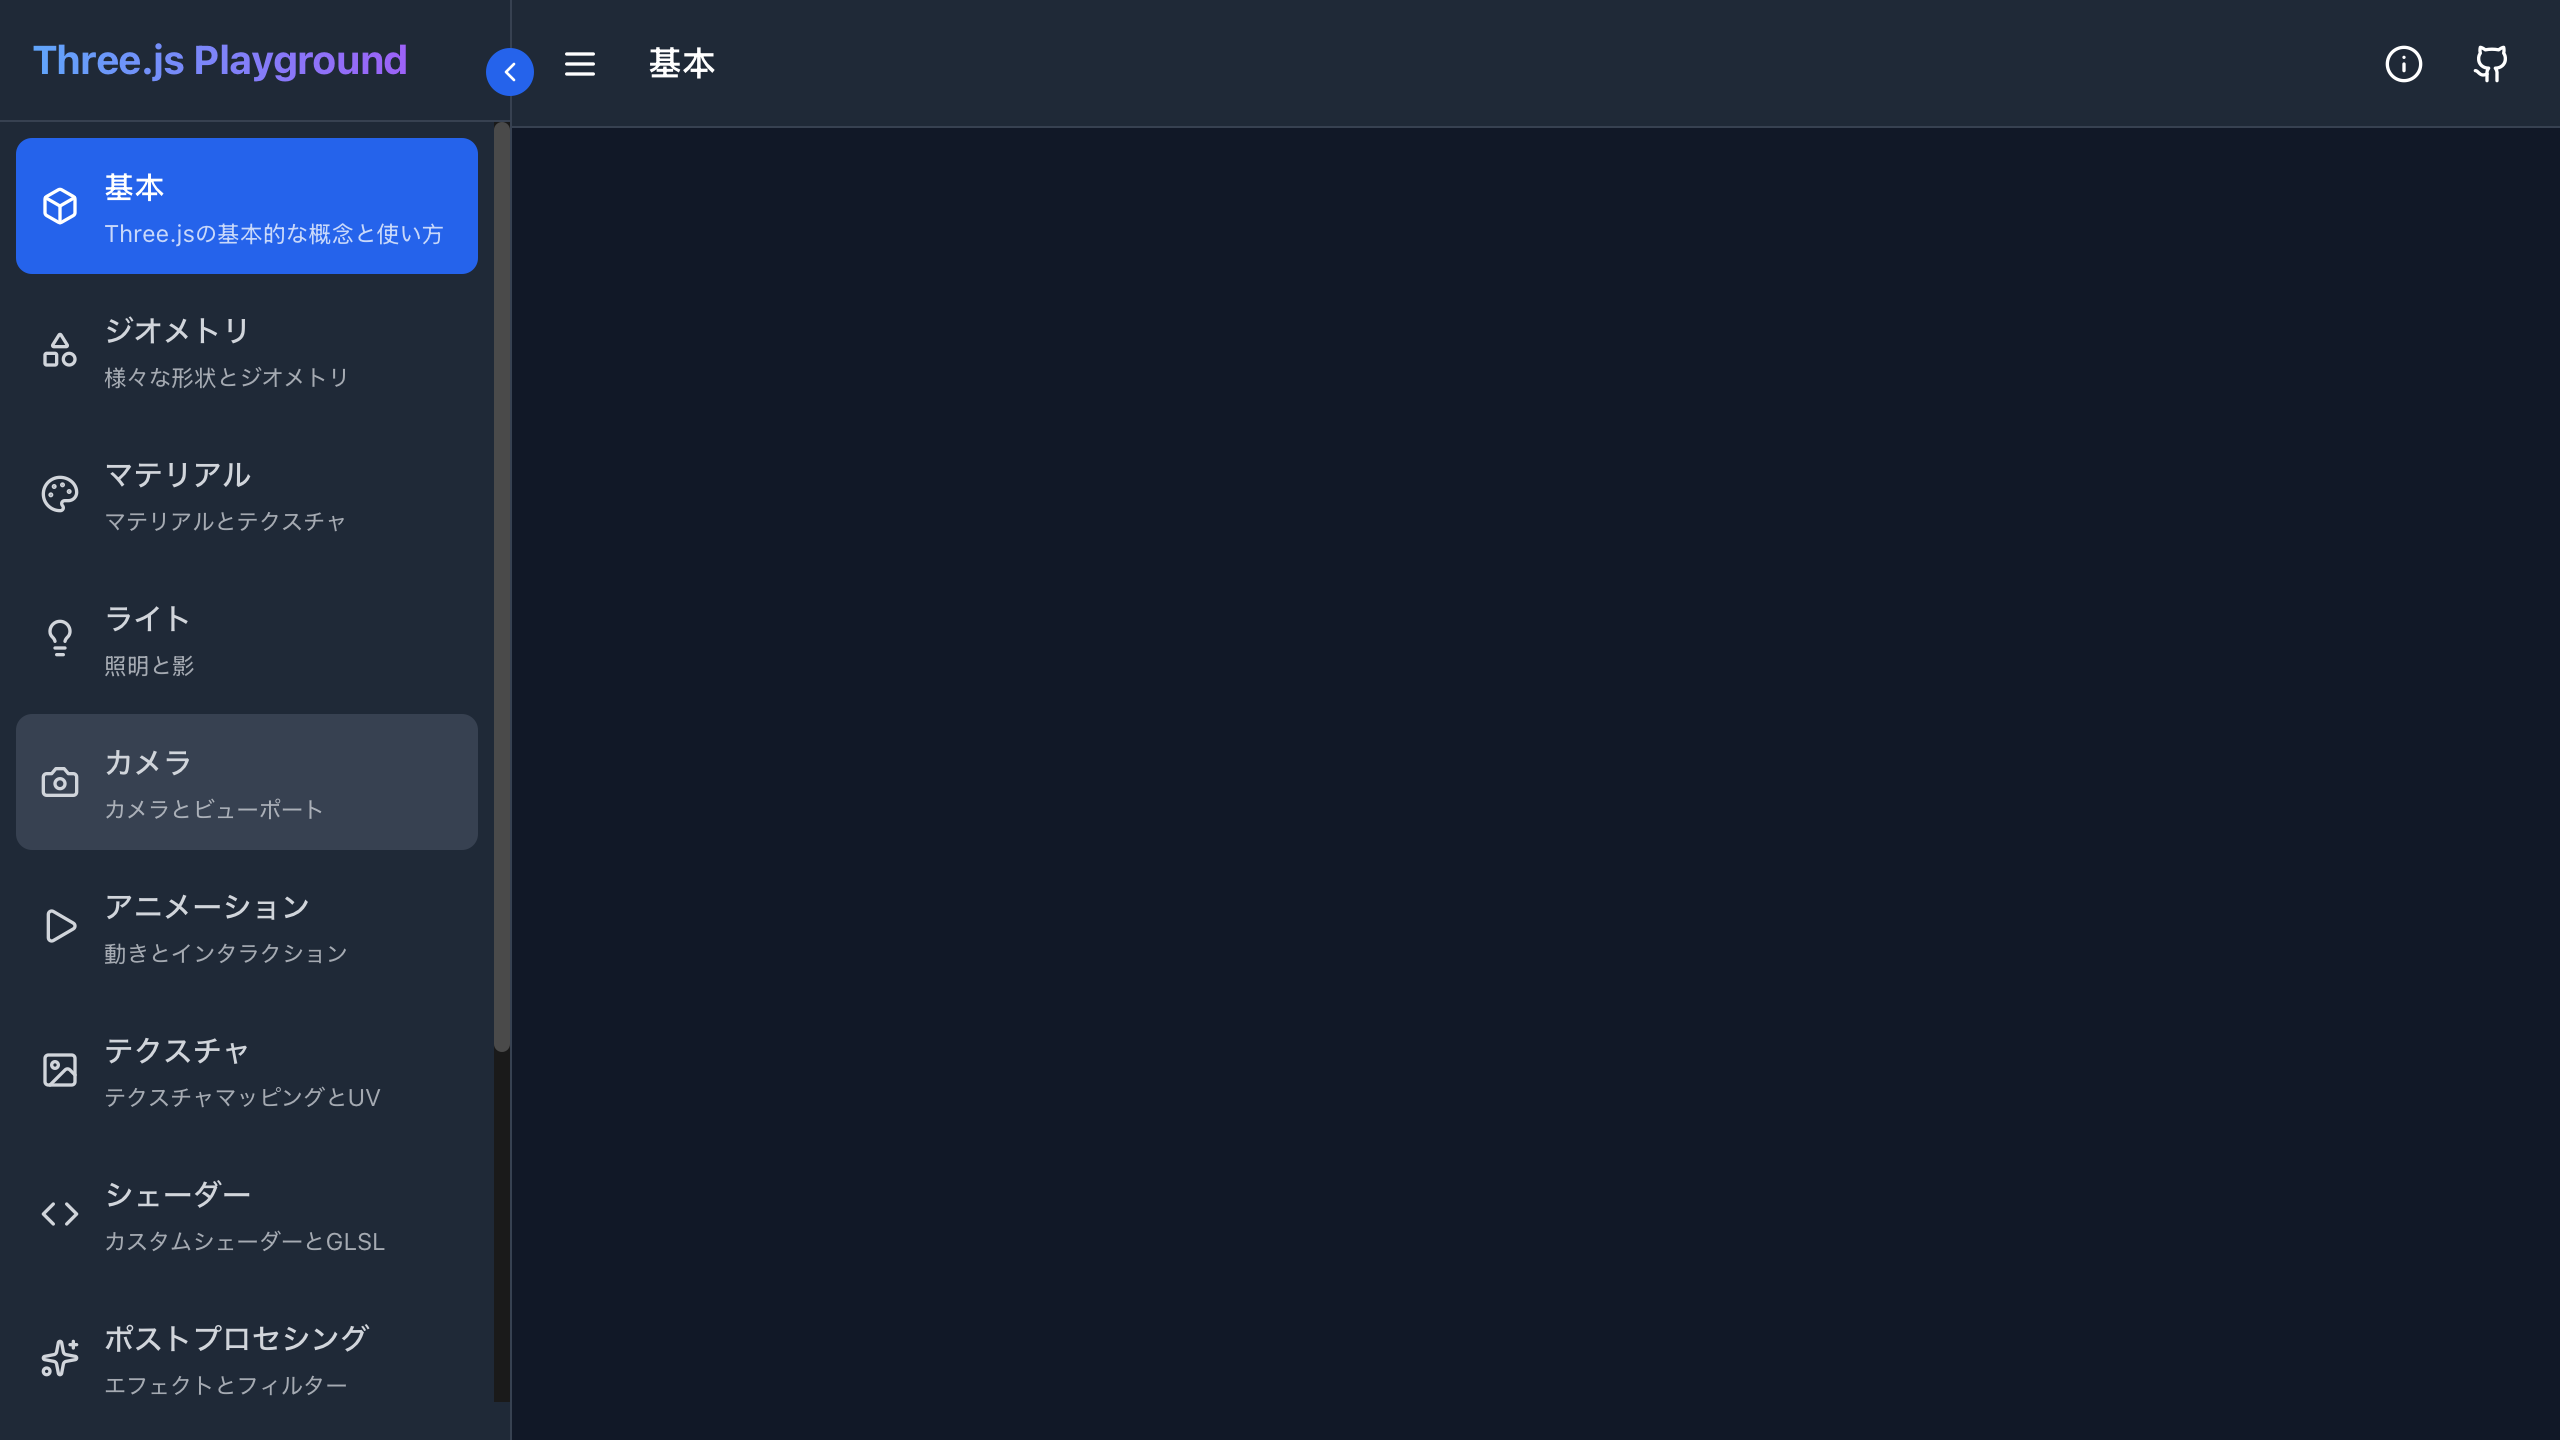 Three.js Playground
基本
基本
Three.jsの基本的な概念と使い方
ジオメトリ
様々な形状とジオメトリ
マテリアル
マテリアルとテクスチャ
ライト
照明と影
カメラ
カメラとビューポート
アニメーション
動きとインタラクション
テクスチャ
テクスチャマッピングとUV
シェーダー
カスタムシェーダーとGLSL
ポストプロセシング
エフェクトとフィルター